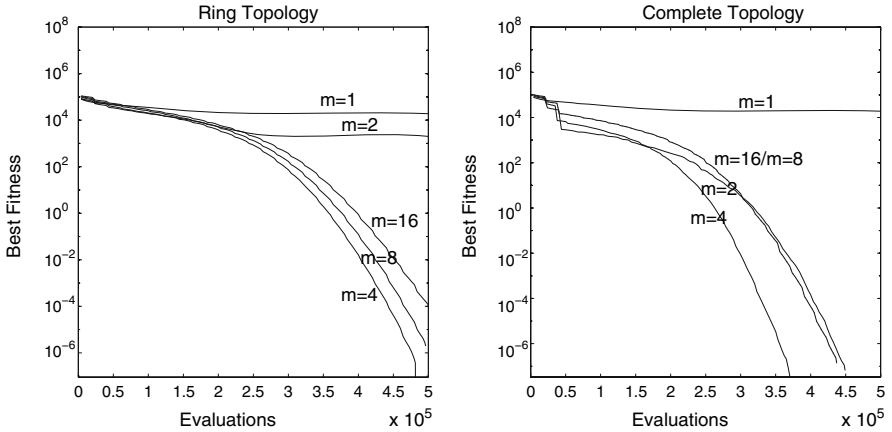 Ring Topology
10^8
10^6
10^4
10^2
10^0
10^-2
10^-4
10^-6
Best Fitness
m=1
m=2
m=16
m=8
m=4
0 0.5 1 1.5 2 2.5 3 3.5 4 4.5 5
Evaluations
x 10^5
Complete Topology
10^8
10^6
10^4
10^2
10^0
10^-2
10^-4
10^-6
Best Fitness
m=1
m=16/m=8
m=2
m=4
0 0.5 1 1.5 2 2.5 3 3.5 4 4.5 5
Evaluations
x 10^5